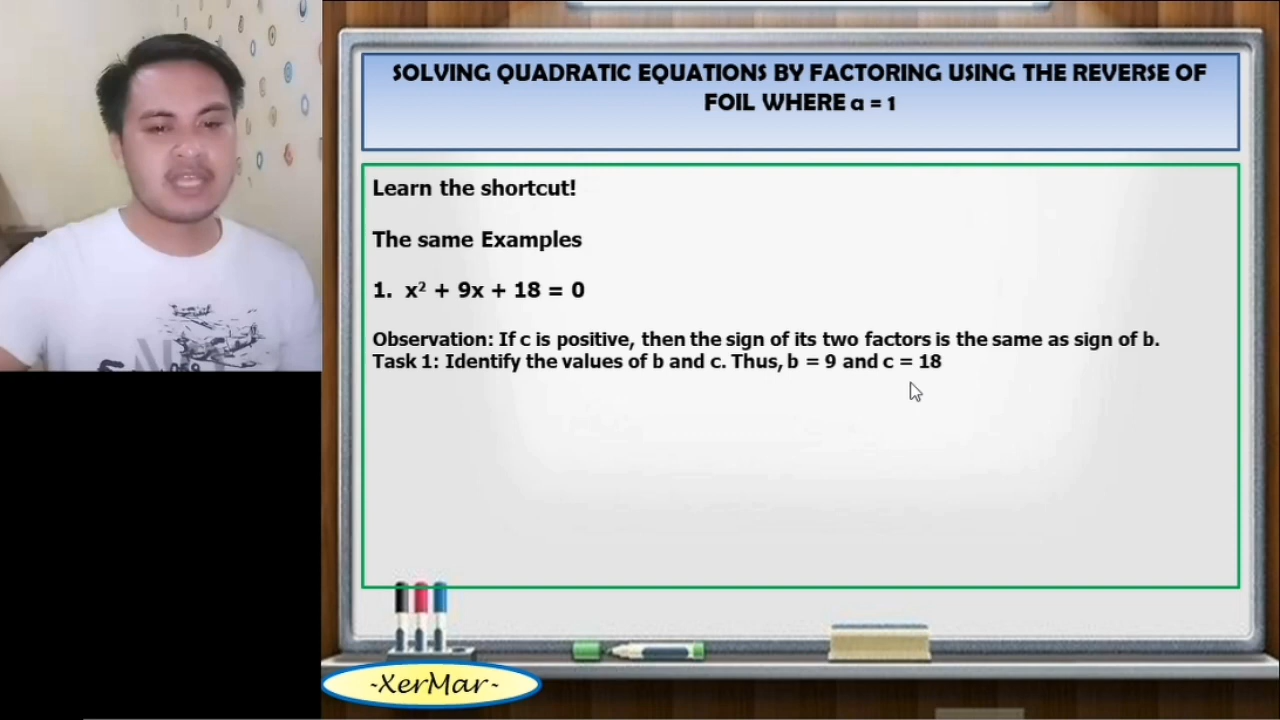 SOLVING QUADRATIC EQUATIONS BY FACTORING USING THE REVERSE OF
FOIL WHERE a = 1
Learn the shortcut!
The same Examples
1. x² + 9x + 18 = 0
Observation: If c is positive, then the sign of its two factors is the same as sign of b.
Task 1: Identify the values of b and c. Thus, b = 9 and c = 18
-XerMar-